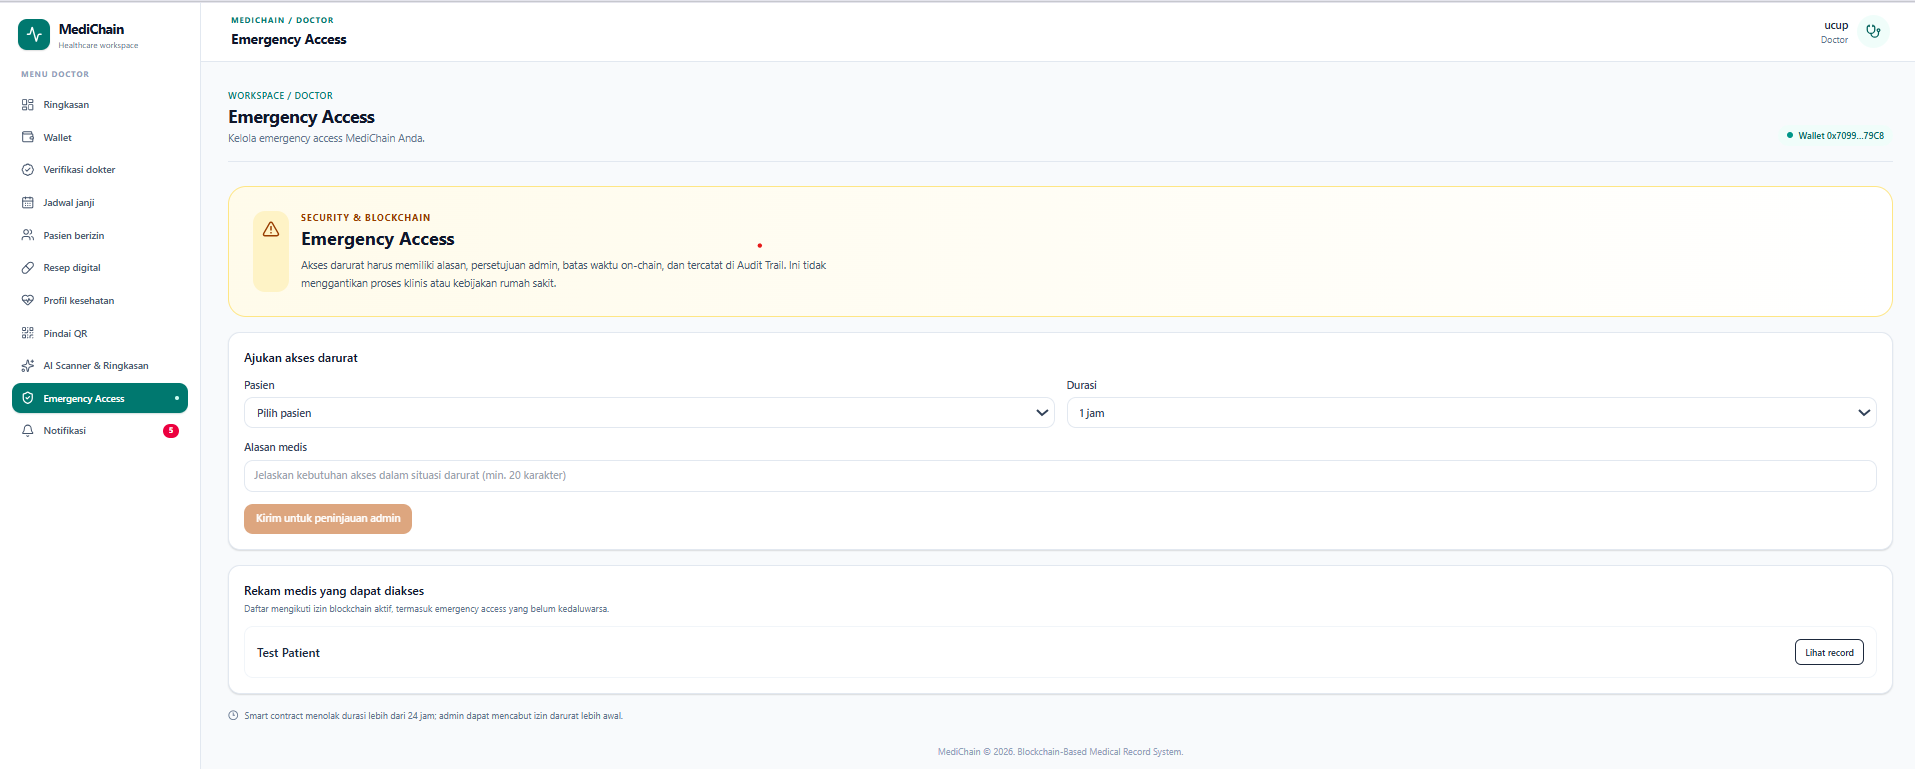 MediChain
Healthcare workspace
MENU DOCTOR
Ringkasan
Wallet
Verifikasi dokter
Jadwal janji
Pasien berizin
Resep digital
Profil kesehatan
Pindai QR
AI Scanner & Ringkasan
Emergency Access
Notifikasi 5
MEDICHAIN / DOCTOR
Emergency Access
ucup
Doctor
WORKSPACE / DOCTOR
Emergency Access
Kelola emergency access MediChain Anda.
Wallet 0x7099...79C8
SECURITY & BLOCKCHAIN
Emergency Access
Akses darurat harus memiliki alasan, persetujuan admin, batas waktu on-chain, dan tercatat di Audit Trail. Ini tidak
menggantikan proses klinis atau kebijakan rumah sakit.
Ajukan akses darurat
Pasien Durasi
Pilih pasien 1 jam
Alasan medis
Jelaskan kebutuhan akses dalam situasi darurat (min. 20 karakter)
Kirim untuk peninjauan admin
Rekam medis yang dapat diakses
Daftar mengikuti izin blockchain aktif, termasuk emergency access yang belum kedaluwarsa.
Test Patient Lihat record
Smart contract menolak durasi lebih dari 24 jam; admin dapat mencabut izin darurat lebih awal.
MediChain © 2026. Blockchain-Based Medical Record System.